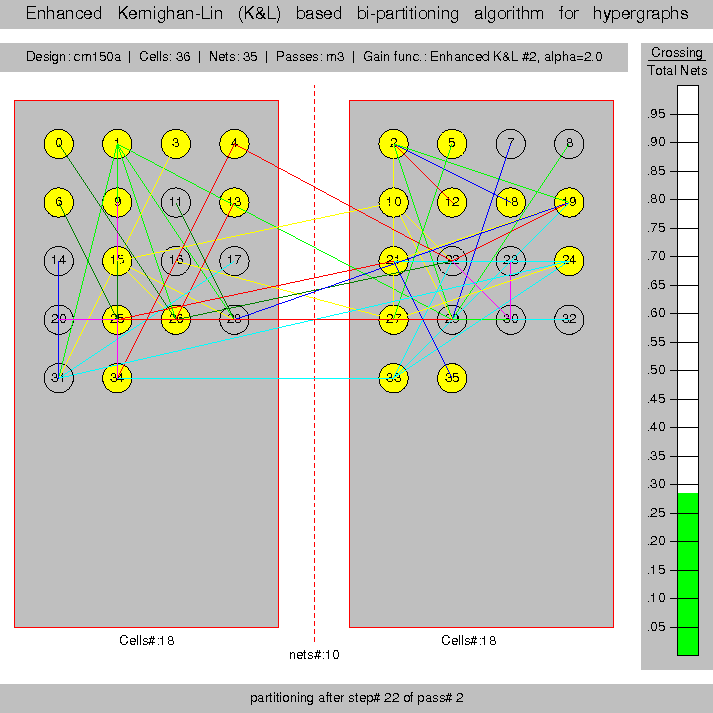 Enhanced Kernighan-Lin (K&L) based bi-partitioning algorithm for hypergraphs
Design: cm150a | Cells: 36 | Nets: 35 | Passes: m3 | Gain func.: Enhanced K&L #2, alpha=2.0
Crossing
Total Nets
0 1 3 4 2 5 7 8
6 9 11 13 10 12 18 19
14 15 16 17 21 22 23 24
20 25 26 28 27 29 30 32
31 34 33 35
.95
.90
.85
.80
.75
.70
.65
.60
.55
.50
.45
.40
.35
.30
.25
.20
.15
.10
.05
Cells#:18 Cells#:18
nets#:10
partitioning after step# 22 of pass# 2